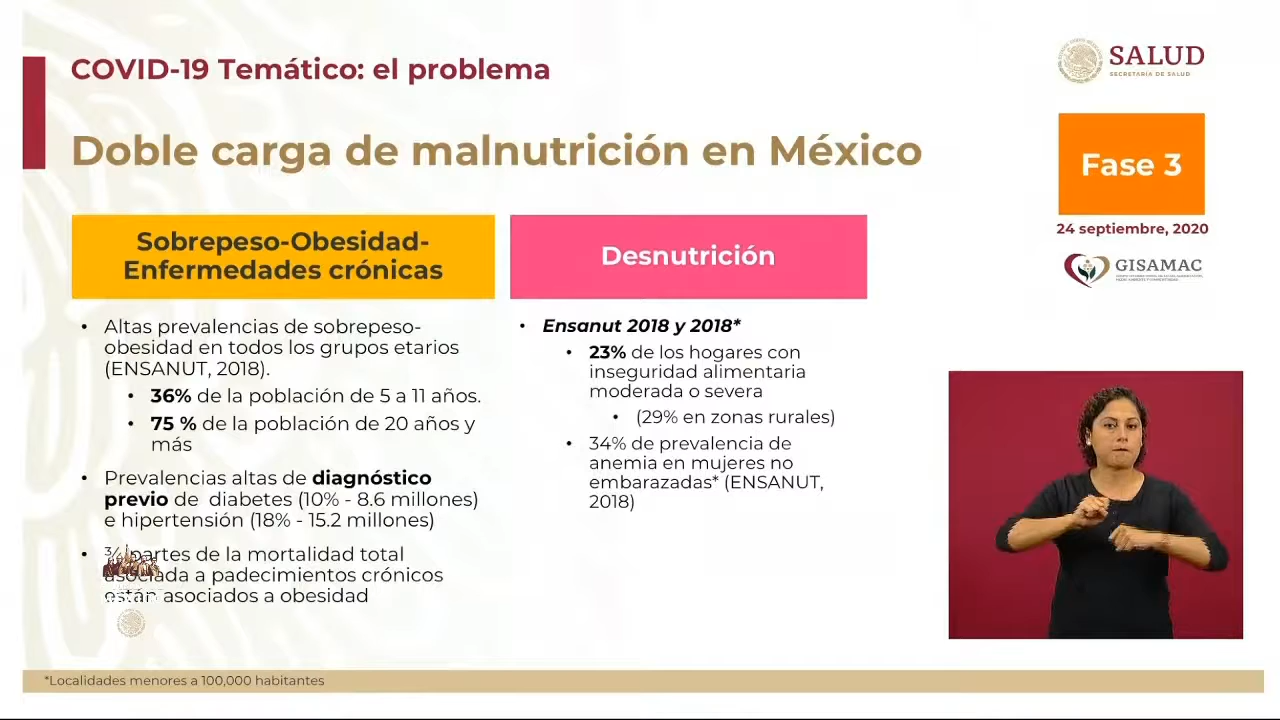 COVID-19 Temático: el problema
Doble carga de malnutrición en México
SALUD
SECRETARÍA DE SALUD
Fase 3
24 septiembre, 2020
GISAMAC
Sobrepeso-Obesidad-
Enfermedades crónicas
• Altas prevalencias de sobrepeso-
obesidad en todos los grupos etarios
(ENSANUT, 2018).
• 36% de la población de 5 a 11 años.
• 75 % de la población de 20 años y
más
• Prevalencias altas de diagnóstico
previo de diabetes (10% - 8.6 millones)
e hipertensión (18% - 15.2 millones)
• ¾ partes de la mortalidad total
asociada a padecimientos crónicos
están asociados a obesidad
Desnutrición
• Ensanut 2018 y 2018*
• 23% de los hogares con
inseguridad alimentaria
moderada o severa
• (29% en zonas rurales)
• 34% de prevalencia de
anemia en mujeres no
embarazadas* (ENSANUT,
2018)
*Localidades menores a 100,000 habitantes